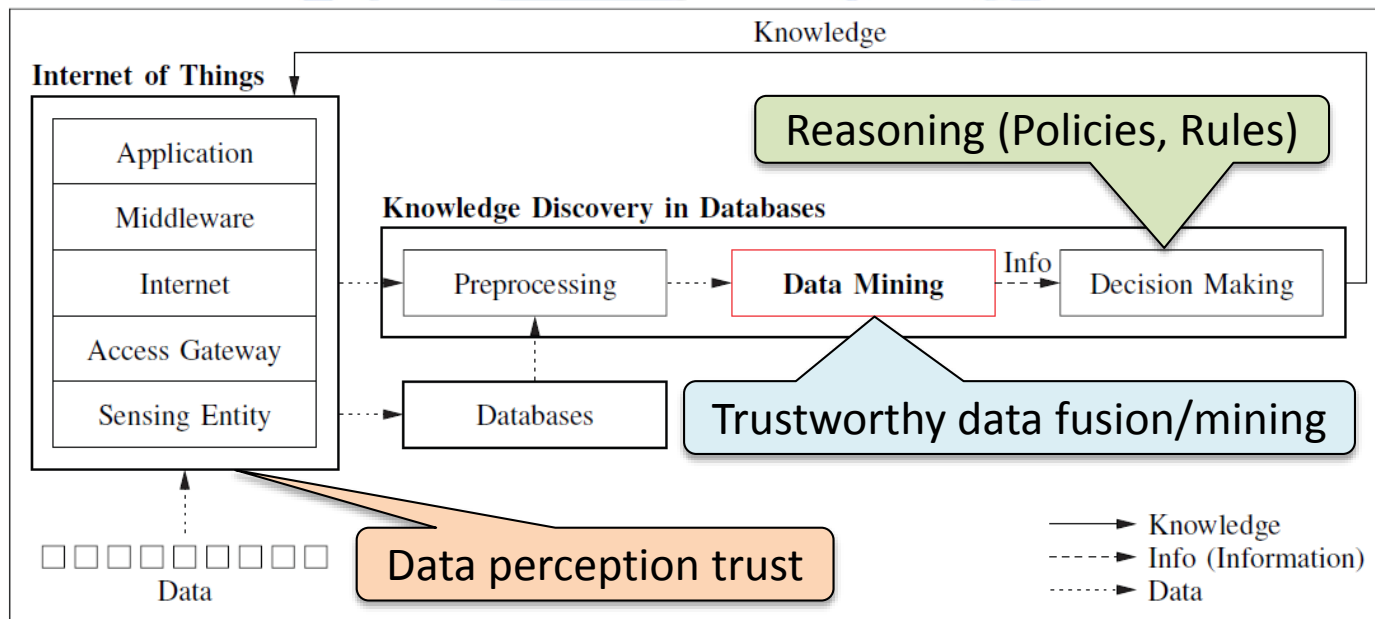 Knowledge
Internet of Things
Application
Middleware
Internet
Access Gateway
Sensing Entity
Data
Knowledge Discovery in Databases
Preprocessing
Data Mining
Info
Decision Making
Databases
Reasoning (Policies, Rules)
Trustworthy data fusion/mining
Data perception trust
Knowledge
Info (Information)
Data